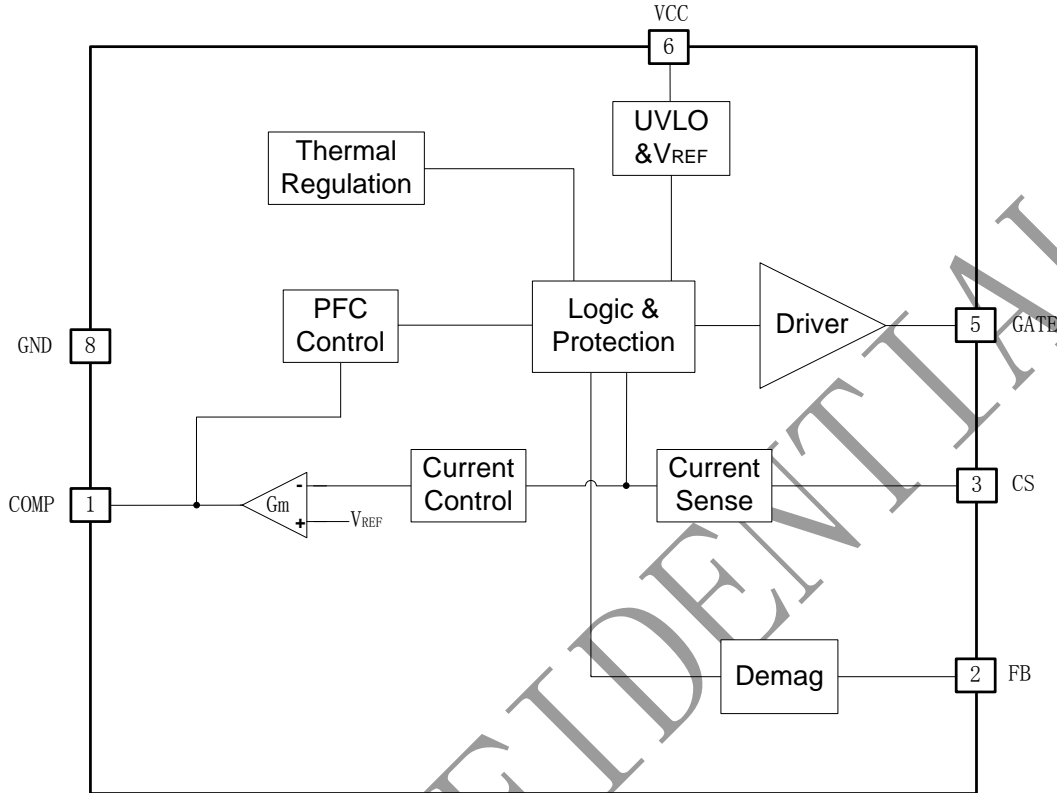 VCC
6
UVLO
&VREF
Thermal
Regulation
PFC
Control
Logic &
Protection
Driver
5
GATE
GND
8
Current
Control
Current
Sense
3
CS
COMP
1
Gm
-
+
VREF
Demag
2
FB
FIDENTIAL